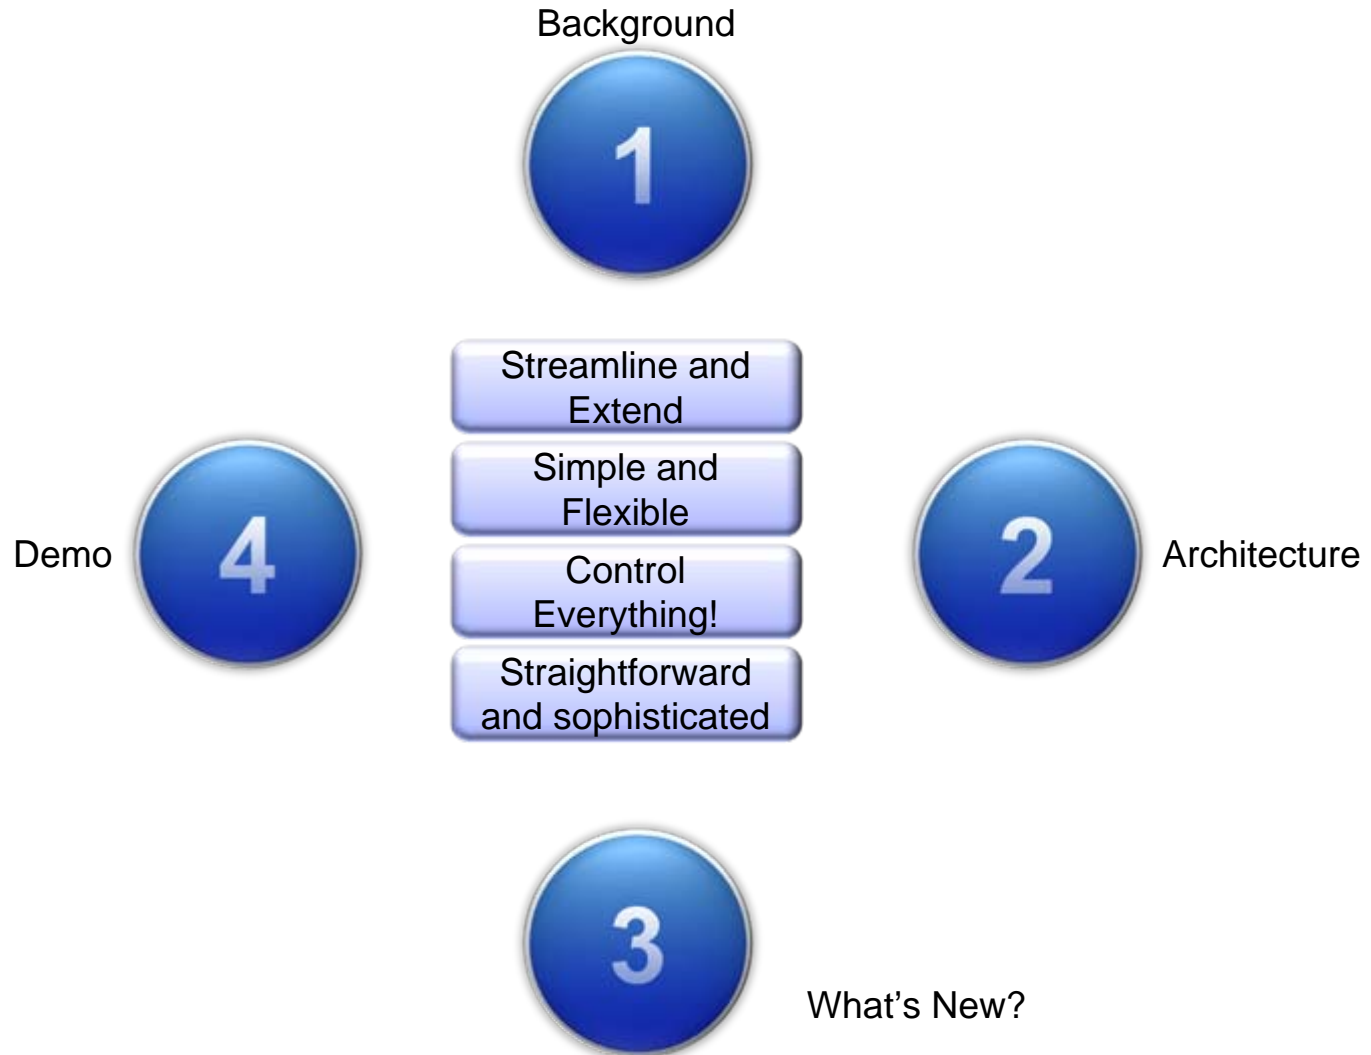 Background
1
Streamline and
Extend
Simple and
Flexible
Control
Everything!
Straightforward
and sophisticated
Demo
4
2
Architecture
3
What’s New?